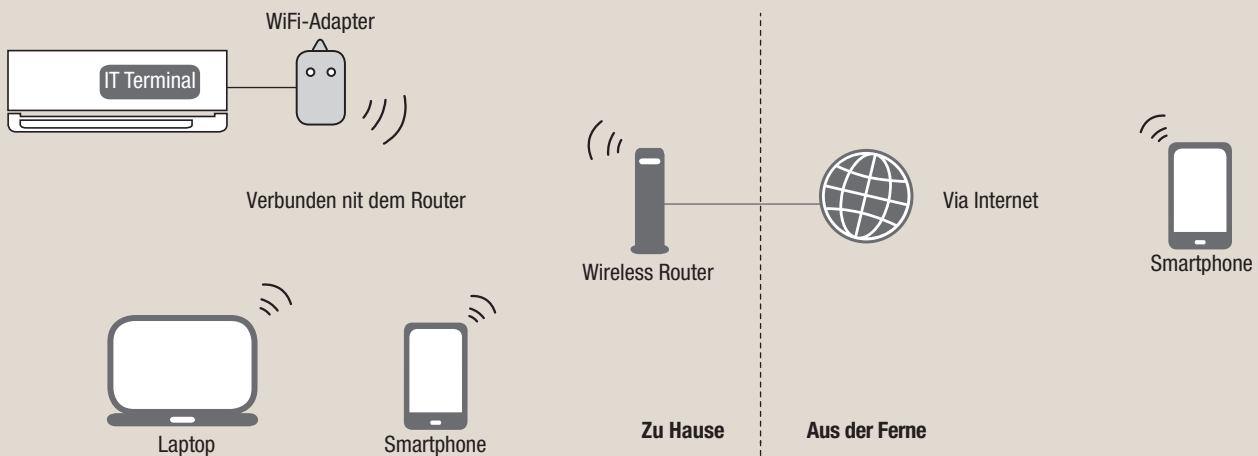 WiFi-Adapter
IT Terminal
Verbunden nit dem Router
Via Internet
Smartphone
Wireless Router
Zu Hause
Aus der Ferne
Laptop
Smartphone